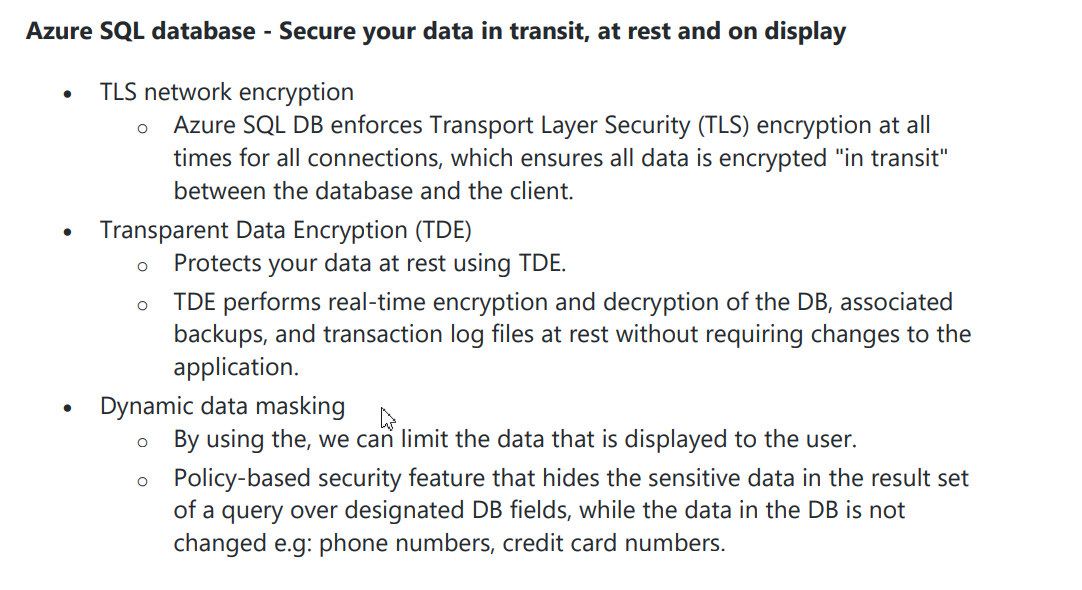 Azure SQL database - Secure your data in transit, at rest and on display
• TLS network encryption
o Azure SQL DB enforces Transport Layer Security (TLS) encryption at all
times for all connections, which ensures all data is encrypted "in transit"
between the database and the client.
• Transparent Data Encryption (TDE)
o Protects your data at rest using TDE.
o TDE performs real-time encryption and decryption of the DB, associated
backups, and transaction log files at rest without requiring changes to the
application.
• Dynamic data masking
o By using the, we can limit the data that is displayed to the user.
o Policy-based security feature that hides the sensitive data in the result set
of a query over designated DB fields, while the data in the DB is not
changed e.g: phone numbers, credit card numbers.